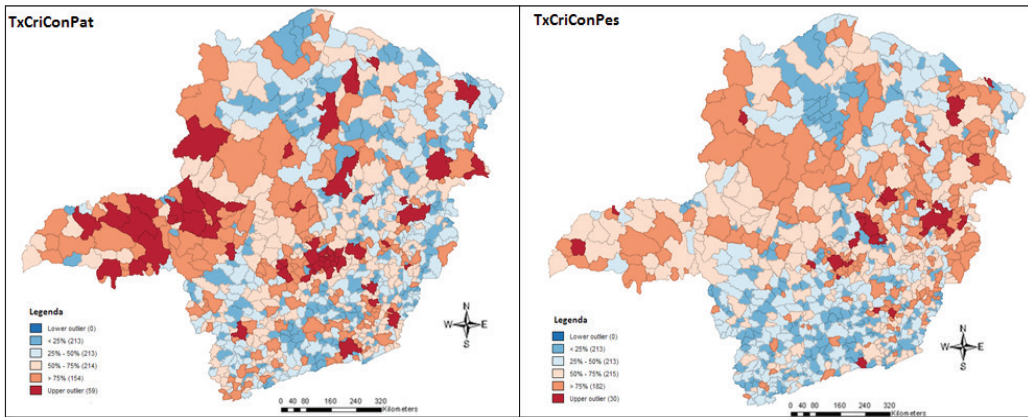 TxCriConPat
Legenda
Lower outlier (0)
< 25% (213)
25% - 50% (213)
50% - 75% (214)
> 75% (154)
Upper outlier (59)
N
W E
S
0 40 80 160 240 320
Kilometers
TxCriConPes
Legenda
Lower outlier (0)
< 25% (213)
25% - 50% (213)
50% - 75% (215)
> 75% (182)
Upper outlier (30)
N
W E
S
0 40 80 160 240 320
Kilometers